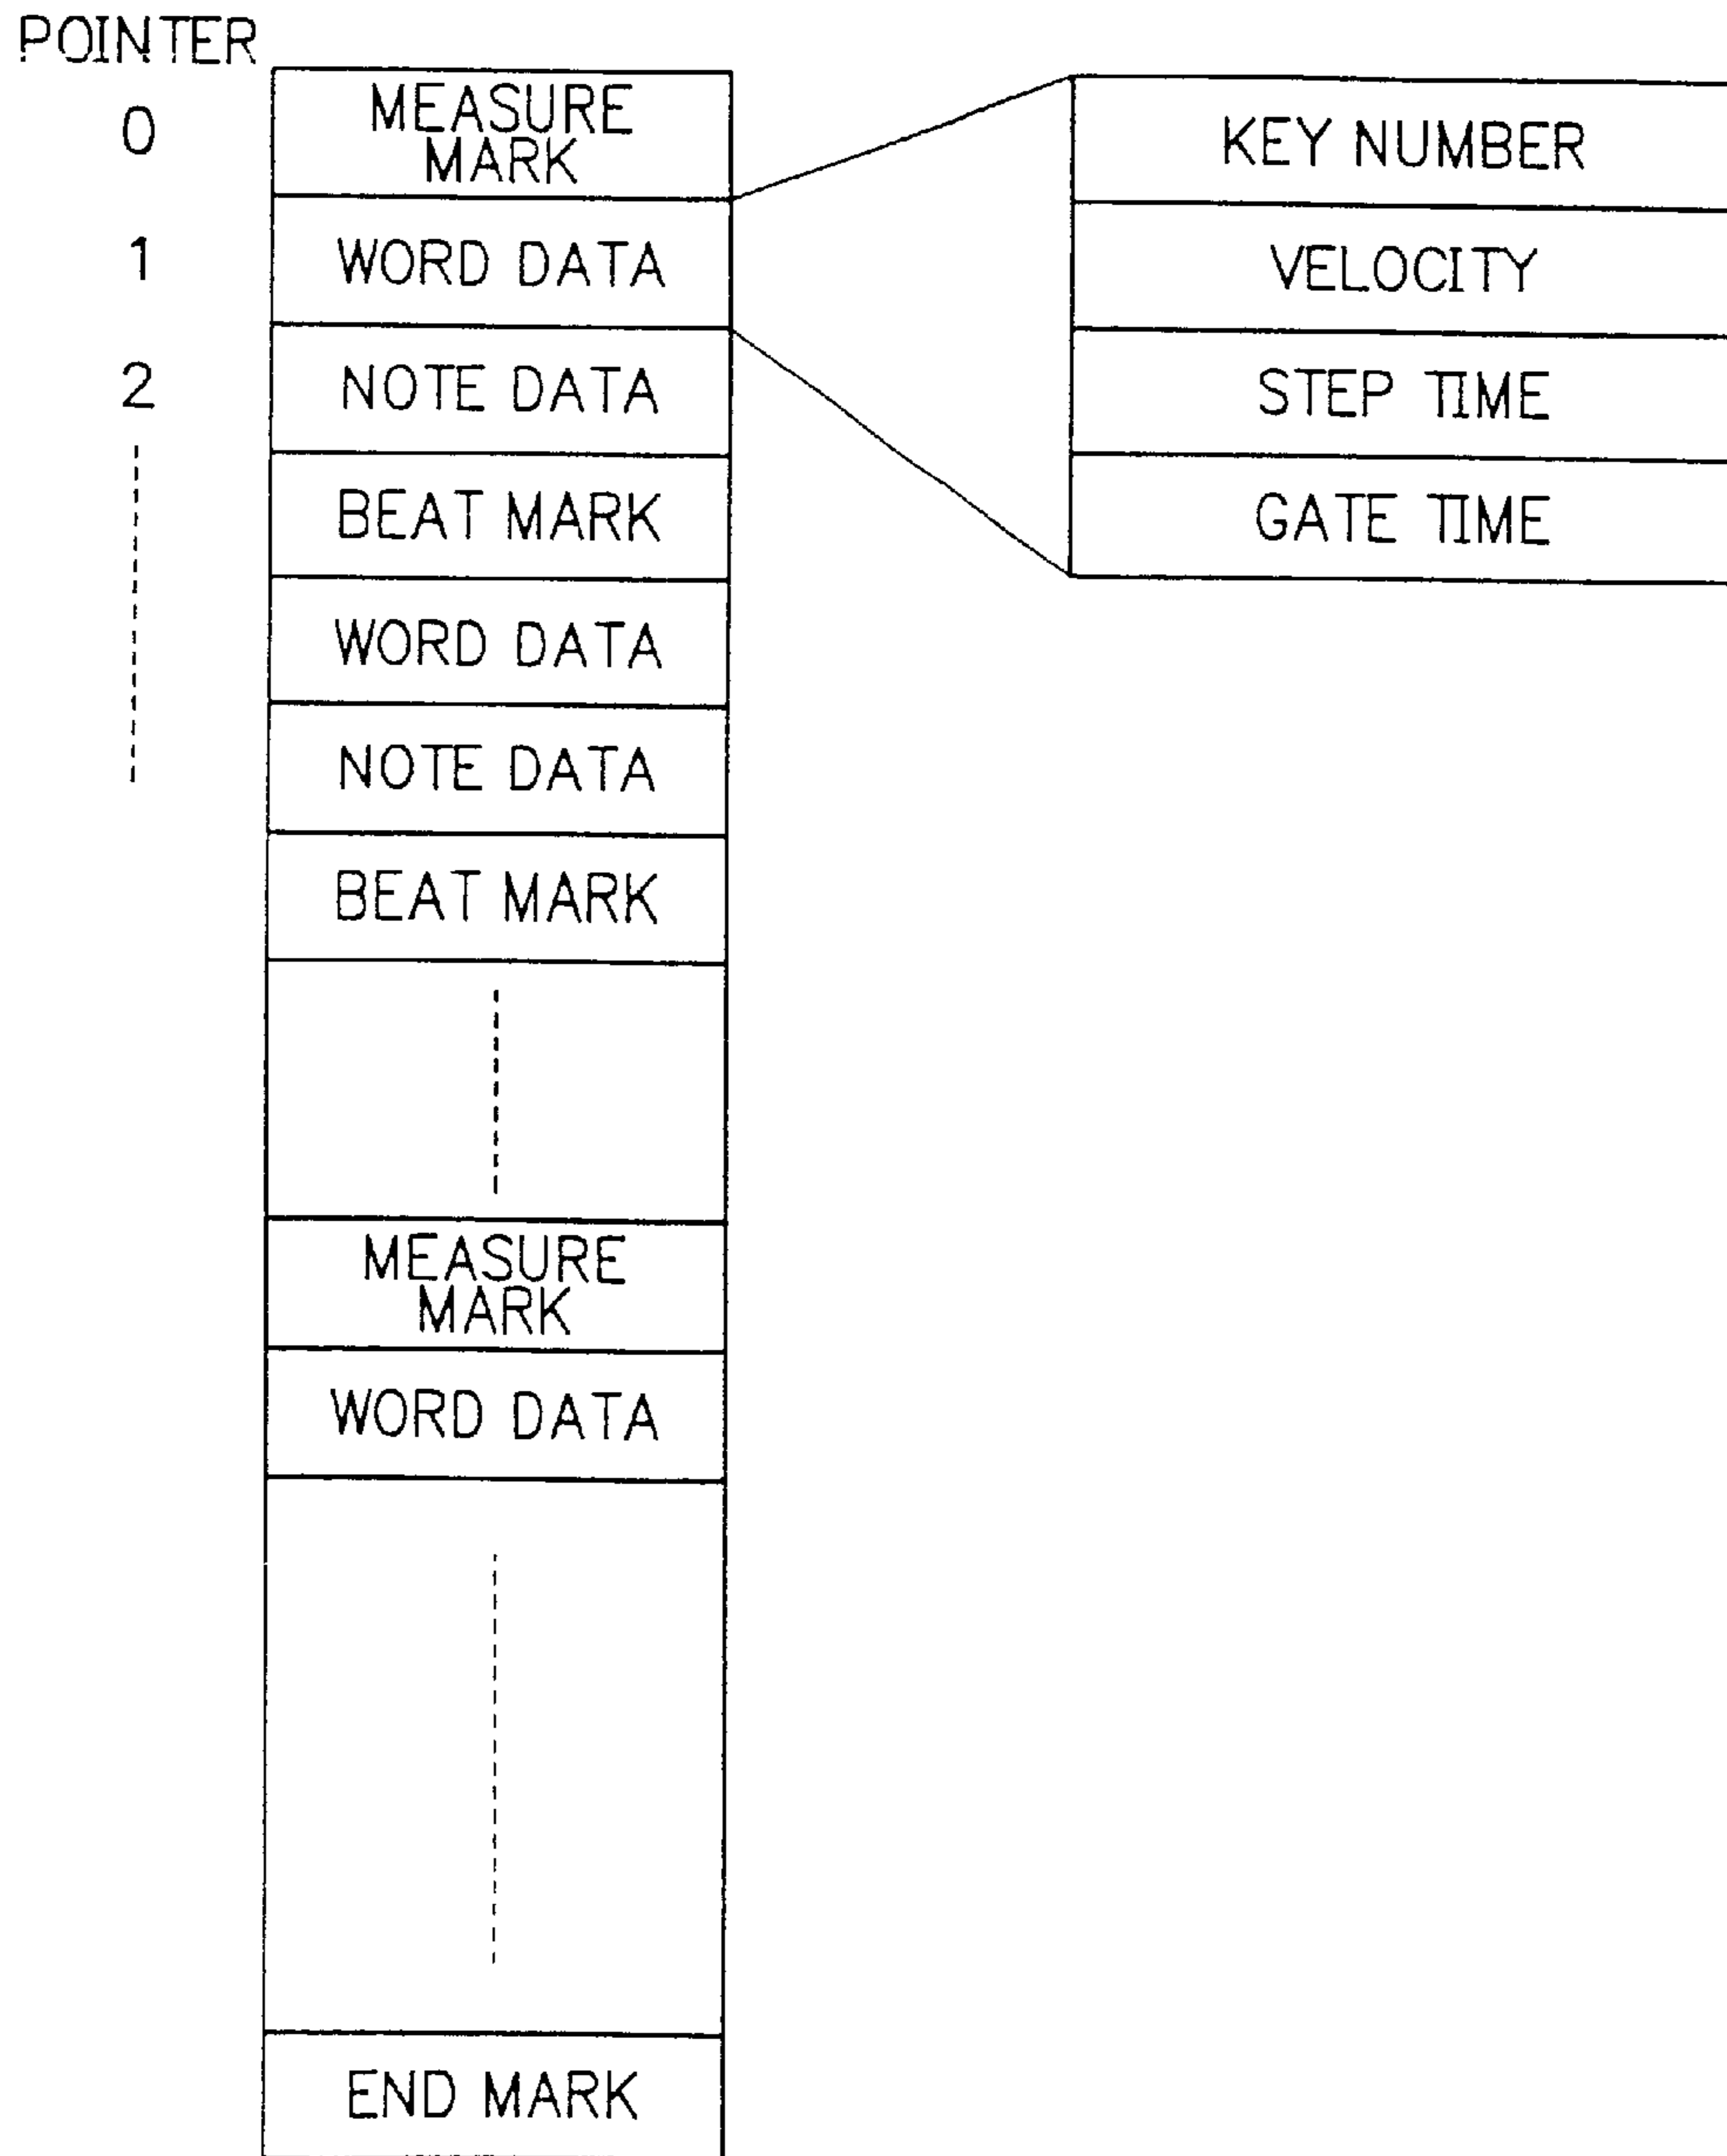 POINTER
0
MEASURE
MARK
1
WORD DATA
2
NOTE DATA
BEAT MARK
WORD DATA
NOTE DATA
BEAT MARK
MEASURE
MARK
WORD DATA
END MARK
KEY NUMBER
VELOCITY
STEP TIME
GATE TIME